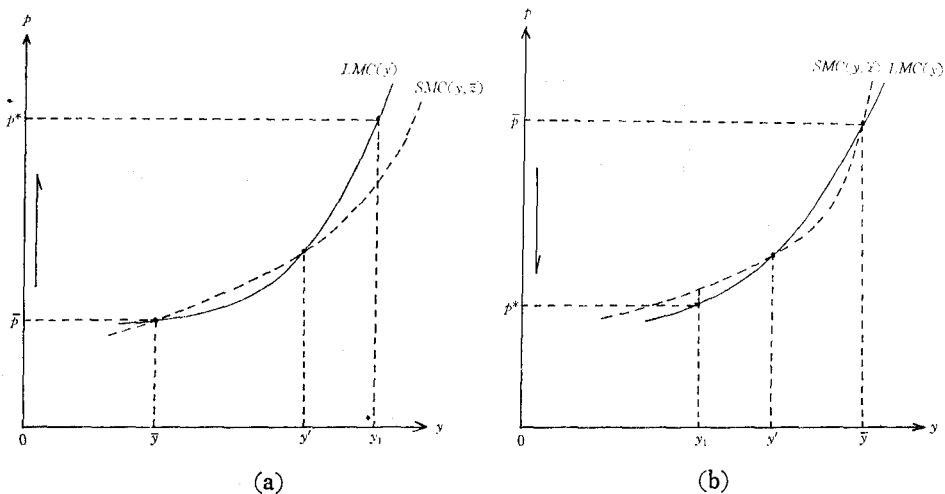 p
LMC(y)
SMC(y, z̄)
p*
p̄
0
ȳ
y′
y₁
y
(a)
p
SMC(y, z̄)
LMC(y)
p̄
p*
0
y₁
y′
ȳ
y
(b)